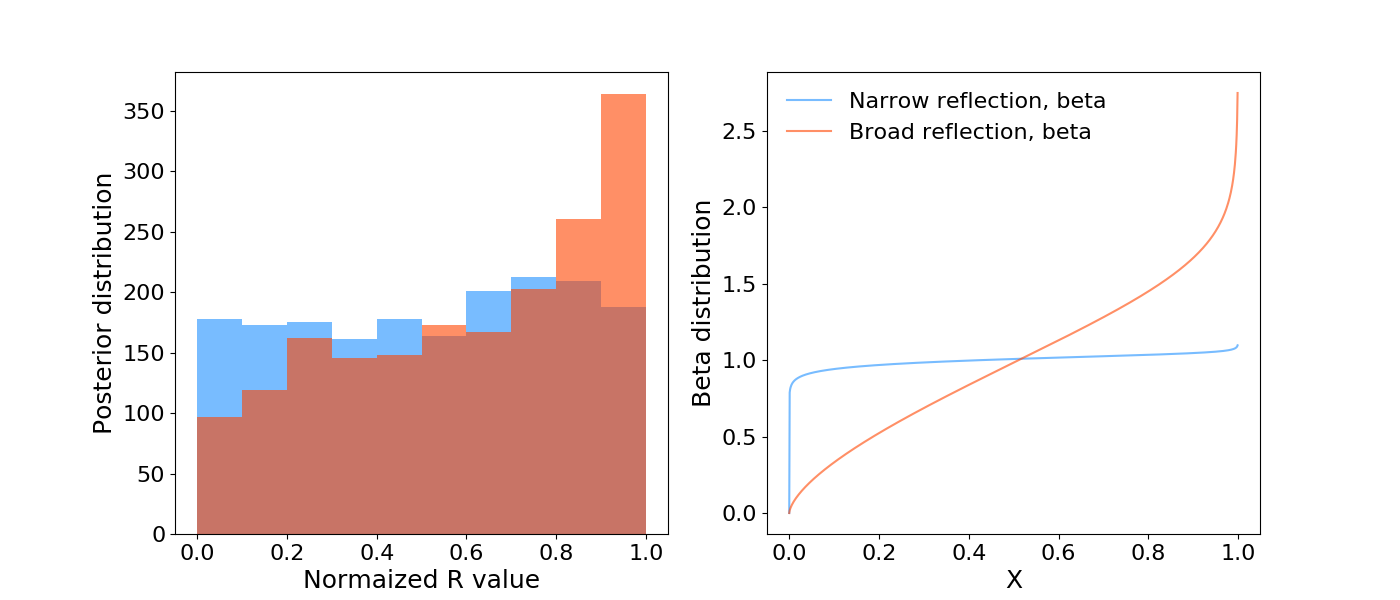 Posterior distribution
350
300
250
200
150
100
50
0
0.0 0.2 0.4 0.6 0.8 1.0
Normaized R value
Beta distribution
Narrow reflection, beta
Broad reflection, beta
2.5
2.0
1.5
1.0
0.5
0.0
0.0 0.2 0.4 0.6 0.8 1.0
X